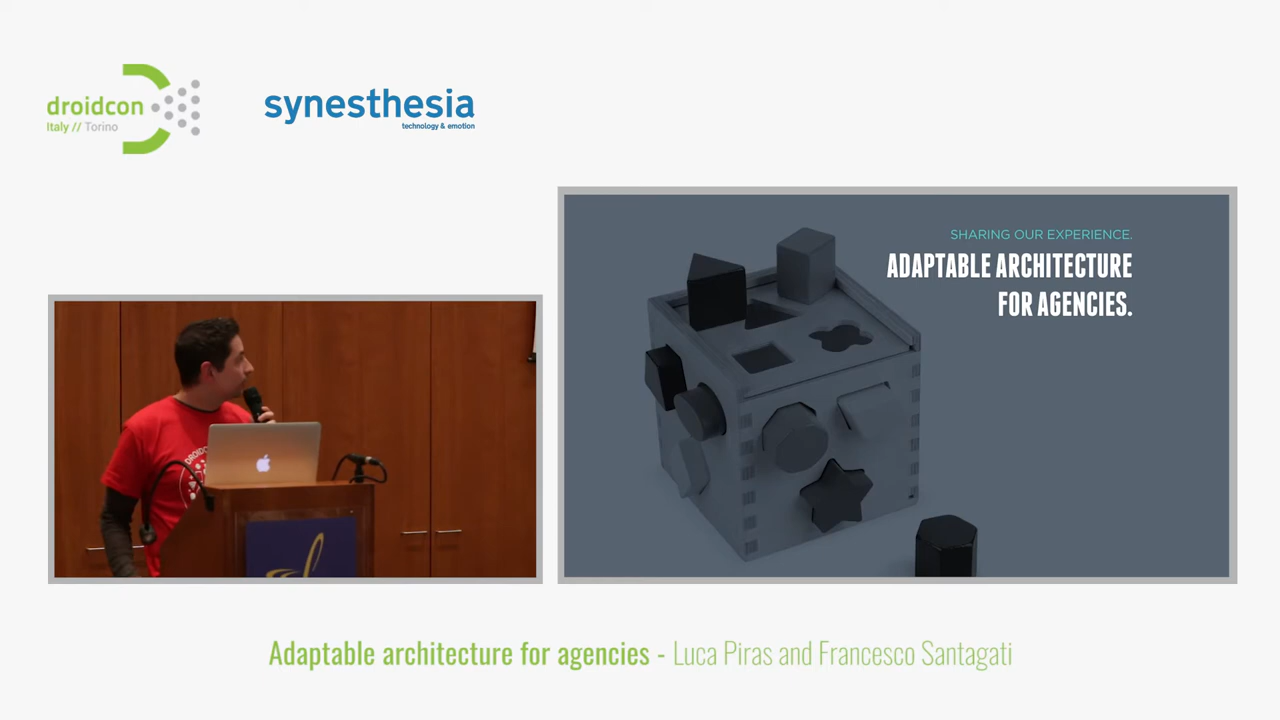 droidcon
Italy // Torino
synesthesia
technology & emotion
SHARING OUR EXPERIENCE.
ADAPTABLE ARCHITECTURE
FOR AGENCIES.
Adaptable architecture for agencies - Luca Piras and Francesco Santagati